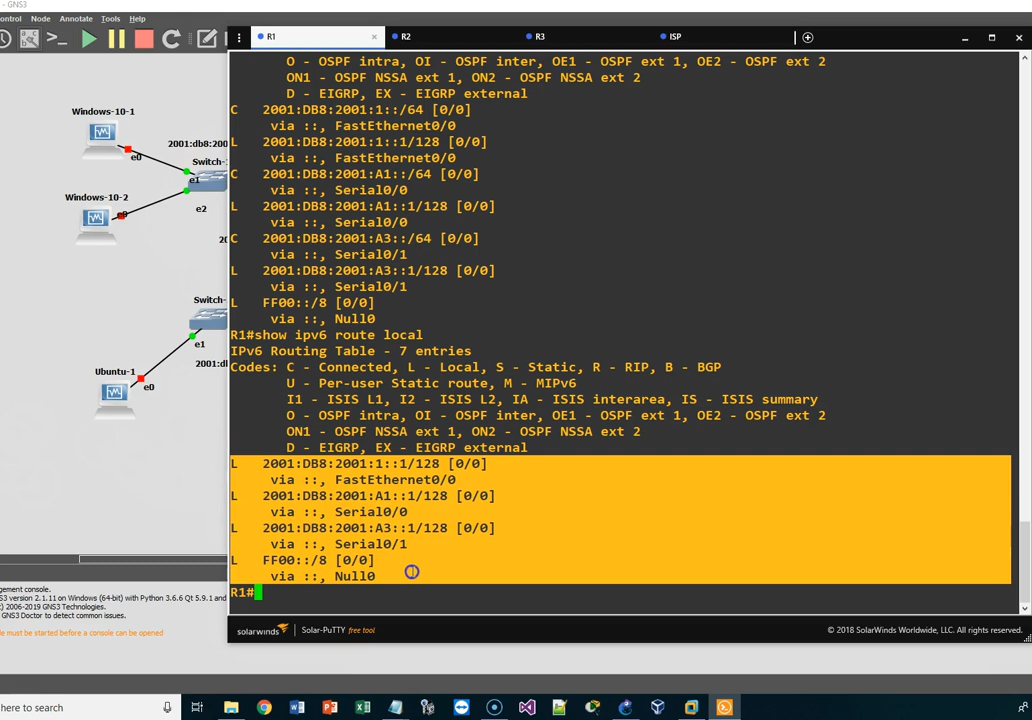 - GNS3
ontrol Node Annotate Tools Help
R1
R2
R3
ISP
Windows-10-1
e0
2001:db8:200
Switch-
e1
Windows-10-2
e0
e2
20
Switch-
e1
2001:d
Ubuntu-1
e0
O - OSPF intra, OI - OSPF inter, OE1 - OSPF ext 1, OE2 - OSPF ext 2
ON1 - OSPF NSSA ext 1, ON2 - OSPF NSSA ext 2
D - EIGRP, EX - EIGRP external
C 2001:DB8:2001:1::/64 [0/0]
via ::, FastEthernet0/0
L 2001:DB8:2001:1::1/128 [0/0]
via ::, FastEthernet0/0
C 2001:DB8:2001:A1::/64 [0/0]
via ::, Serial0/0
L 2001:DB8:2001:A1::1/128 [0/0]
via ::, Serial0/0
C 2001:DB8:2001:A3::/64 [0/0]
via ::, Serial0/1
L 2001:DB8:2001:A3::1/128 [0/0]
via ::, Serial0/1
L FF00::/8 [0/0]
via ::, Null0
R1#show ipv6 route local
IPv6 Routing Table - 7 entries
Codes: C - Connected, L - Local, S - Static, R - RIP, B - BGP
U - Per-user Static route, M - MIPv6
I1 - ISIS L1, I2 - ISIS L2, IA - ISIS interarea, IS - ISIS summary
O - OSPF intra, OI - OSPF inter, OE1 - OSPF ext 1, OE2 - OSPF ext 2
ON1 - OSPF NSSA ext 1, ON2 - OSPF NSSA ext 2
D - EIGRP, EX - EIGRP external
L 2001:DB8:2001:1::1/128 [0/0]
via ::, FastEthernet0/0
L 2001:DB8:2001:A1::1/128 [0/0]
via ::, Serial0/0
L 2001:DB8:2001:A3::1/128 [0/0]
via ::, Serial0/1
L FF00::/8 [0/0]
via ::, Null0
R1#
gement console.
S3 version 2.1.11 on Windows (64-bit) with Python 3.6.6 Qt 5.9.1 and
t) 2006-2019 GNS3 Technologies.
GNS3 Doctor to detect common issues.
le must be started before a console can be opened
solarwinds Solar-PuTTY free tool
© 2018 SolarWinds Worldwide, LLC. All rights reserved.
here to search